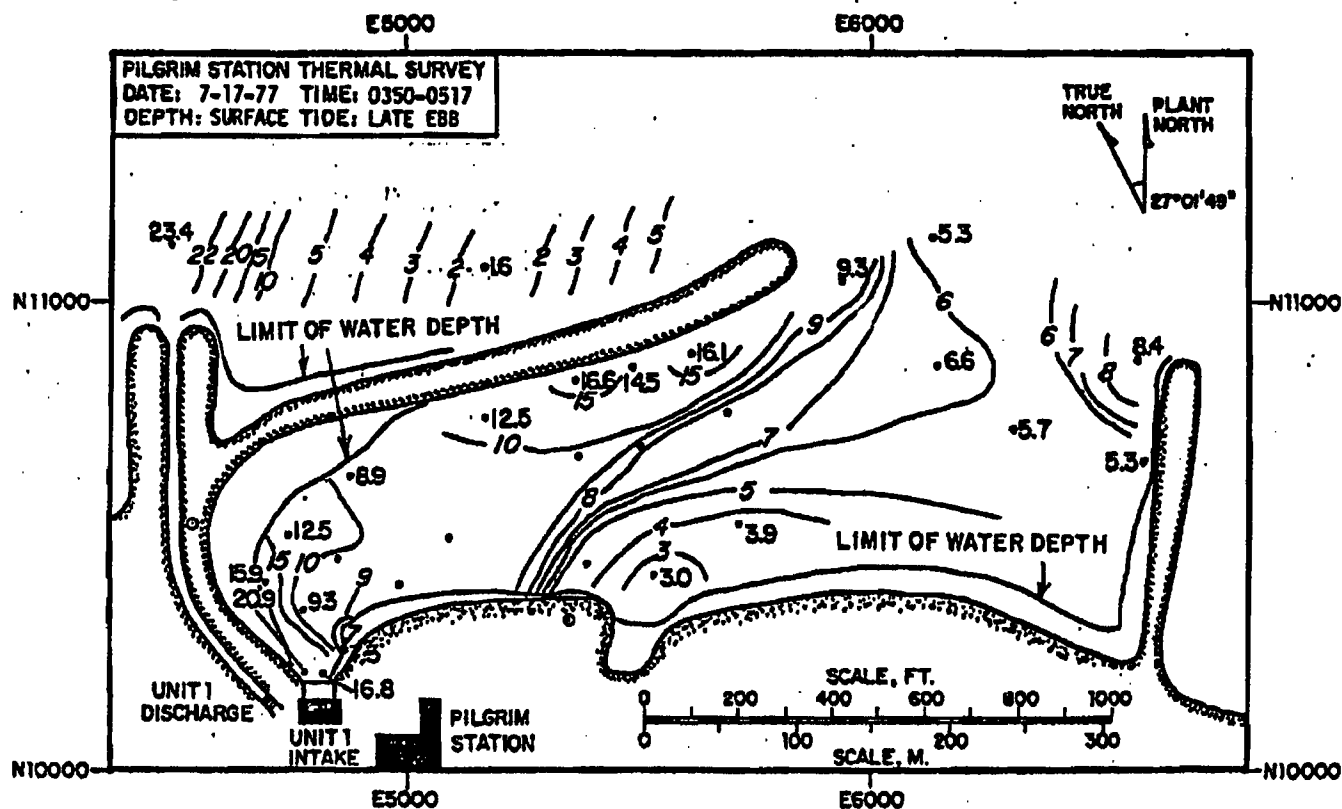 E5000
E6000
PILGRIM STATION THERMAL SURVEY
DATE: 7-17-77 TIME: 0350-0517
DEPTH: SURFACE TIDE: LATE EBB
TRUE NORTH
PLANT NORTH
27°01'49"
23.4
22
20
15
10
5
4
3
2
1.6
2
3
4
5
5.3
9.3
N11000
N11000
LIMIT OF WATER DEPTH
9
6
6
7
8
8.4
16.1
15
16.6
14.5
15
6.6
12.5
10
7
5.7
5.3
8.9
8
5
12.5
4
3.9
LIMIT OF WATER DEPTH
15.9
15
10
9
3
3.0
20.9
9.3
7
16.8
UNIT 1
DISCHARGE
UNIT 1
INTAKE
PILGRIM
STATION
SCALE, FT.
0 200 400 600 800 1000
0 100 200 300
SCALE, M.
N10000
N10000
E5000
E6000